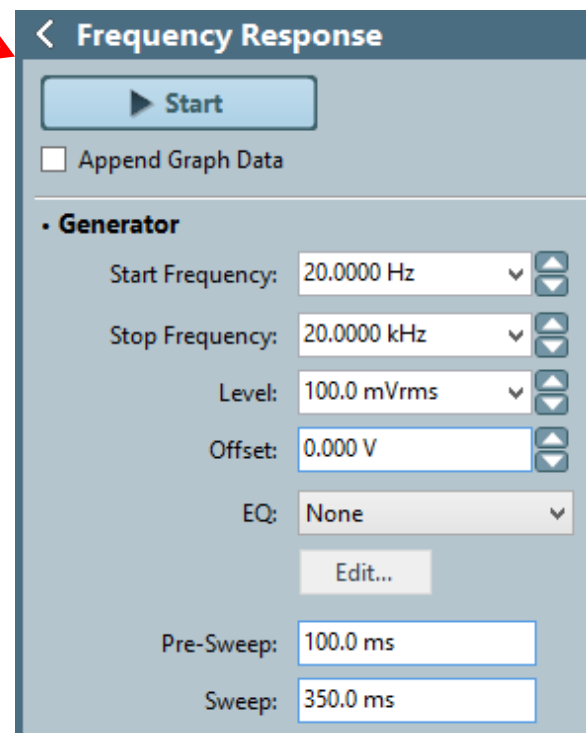 Frequency Response
Start
Append Graph Data
Generator
Start Frequency: 20.0000 Hz
Stop Frequency: 20.0000 kHz
Level: 100.0 mVrms
Offset: 0.000 V
EQ: None
Edit...
Pre-Sweep: 100.0 ms
Sweep: 350.0 ms